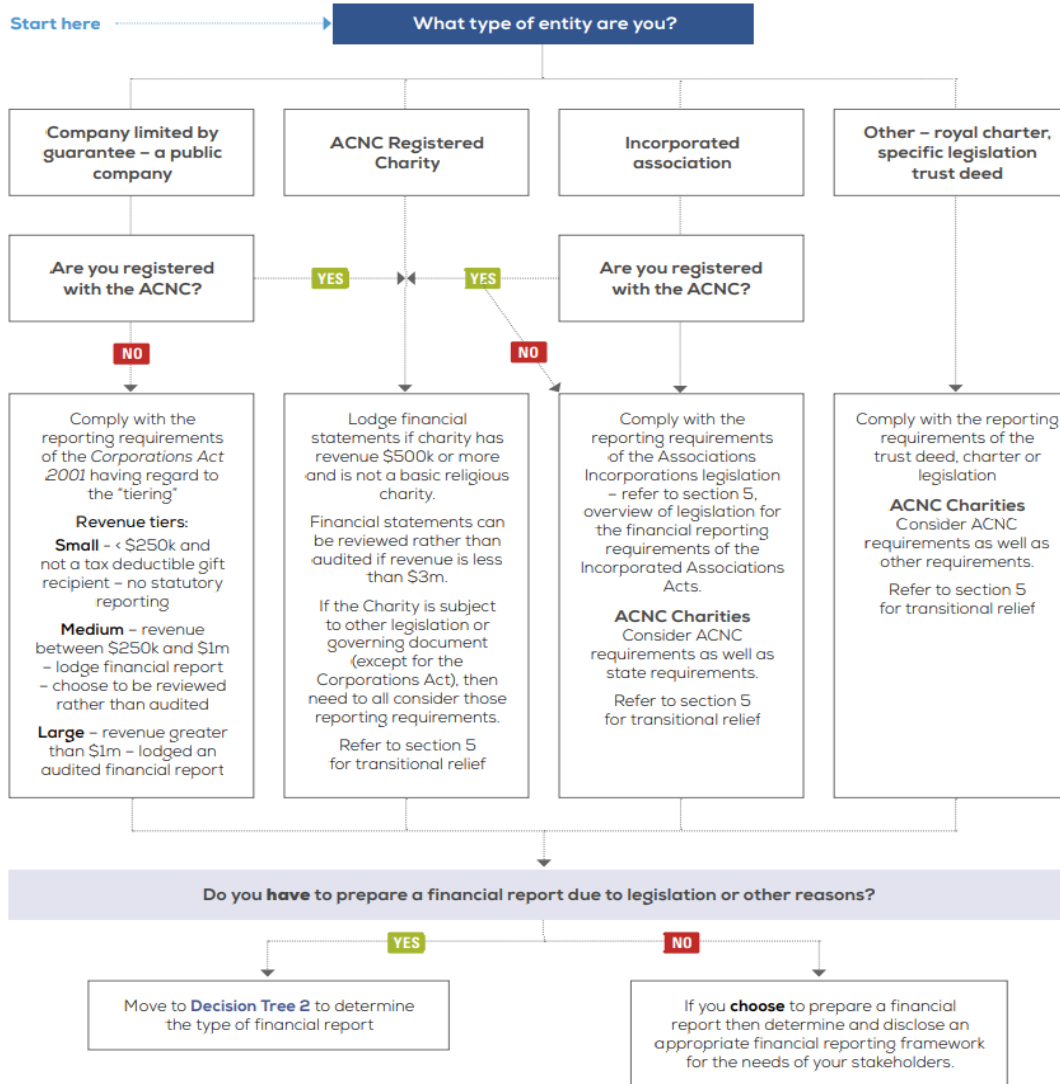 Start here
What type of entity are you?
Company limited by
guarantee – a public
company
ACNC Registered
Charity
Incorporated
association
Other – royal charter,
specific legislation
trust deed
Are you registered
with the ACNC?
YES
YES
Are you registered
with the ACNC?
NO
NO
Comply with the
reporting requirements
of the Corporations Act
2001 having regard to
the “tiering”
Revenue tiers:
Small - < $250k and
not a tax deductible gift
recipient – no statutory
reporting
Medium – revenue
between $250k and $1m
– lodge financial report
– choose to be reviewed
rather than audited
Large – revenue greater
than $1m – lodged an
audited financial report
Lodge financial
statements if charity has
revenue $500k or more
and is not a basic religious
charity.
Financial statements can
be reviewed rather than
audited if revenue is less
than $3m.
If the Charity is subject
to other legislation or
governing document
(except for the
Corporations Act), then
need to all consider those
reporting requirements.
Refer to section 5
for transitional relief
Comply with the
reporting requirements
of the Associations
Incorporations legislation
– refer to section 5,
overview of legislation for
the financial reporting
requirements of the
Incorporated Associations
Acts.
ACNC Charities
Consider ACNC
requirements as well as
state requirements.
Refer to section 5
for transitional relief
Comply with the reporting
requirements of the
trust deed, charter or
legislation
ACNC Charities
Consider ACNC
requirements as well as
other requirements.
Refer to section 5
for transitional relief
Do you have to prepare a financial report due to legislation or other reasons?
YES
NO
Move to Decision Tree 2 to determine
the type of financial report
If you choose to prepare a financial
report then determine and disclose an
appropriate financial reporting framework
for the needs of your stakeholders.